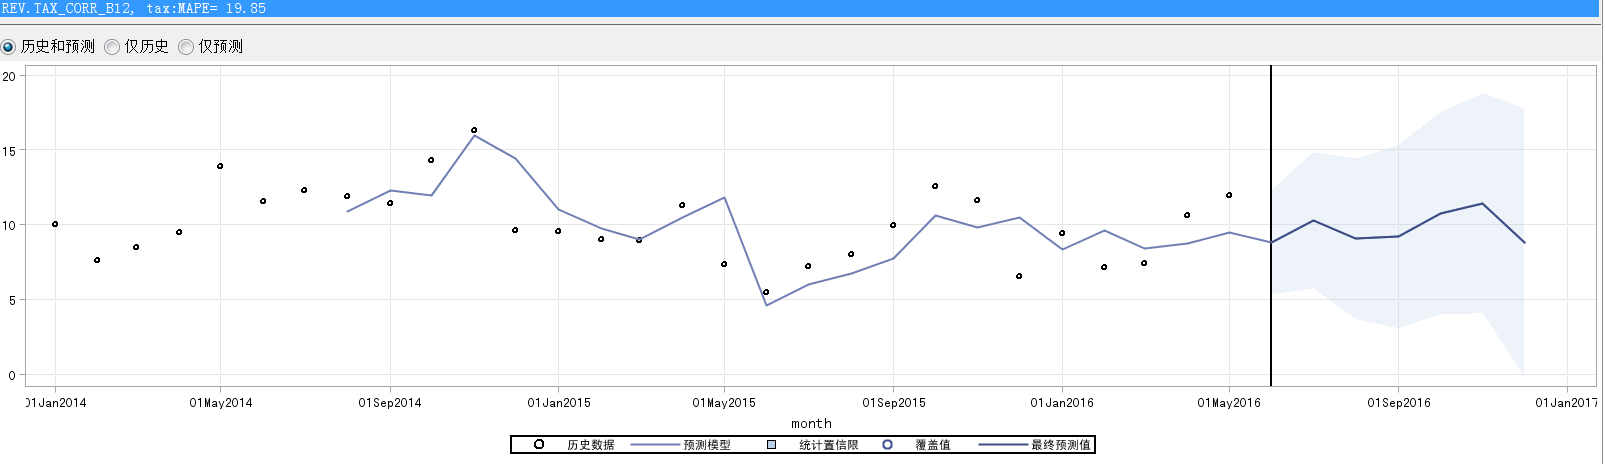 REV.TAX_CORR_B12, tax:MAPE= 19.85
历史和预测 仅历史 仅预测
20
15
10
5
0
01Jan2014 01May2014 01Sep2014 01Jan2015 01May2015 01Sep2015 01Jan2016 01May2016 01Sep2016 01Jan2017
month
历史数据 预测模型 统计置信限 覆盖值 最终预测值